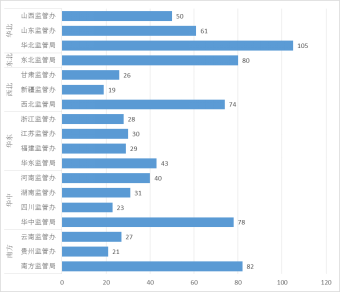 华北
山西监管办 50
山东监管办 61
华北监管局 105
东北
东北监管局 80
西北
甘肃监管办 26
新疆监管办 19
西北监管局 74
华东
浙江监管办 28
江苏监管办 30
福建监管办 29
华东监管局 43
华中
河南监管办 40
湖南监管办 31
四川监管办 23
华中监管局 78
南方
云南监管办 27
贵州监管办 21
南方监管局 82
0 20 40 60 80 100 120